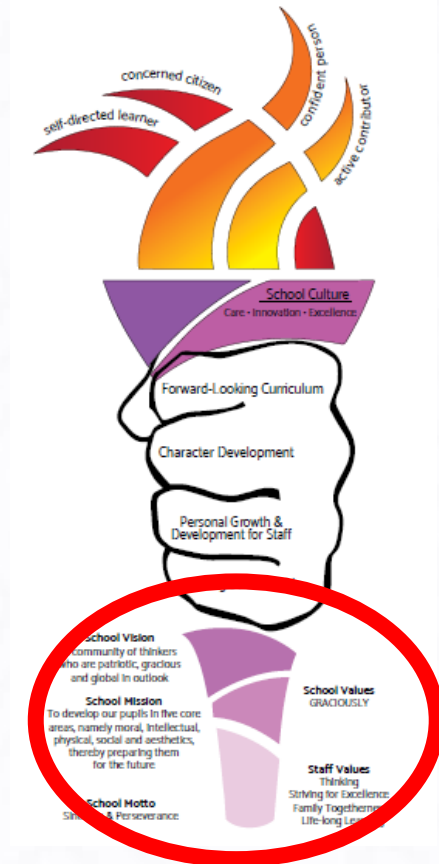 concerned citizen
self-directed learner
confident person
active contributor
School Culture
Care • Innovation • Excellence
Forward-Looking Curriculum
Character Development
Personal Growth &
Development for Staff
School Vision
community of thinkers
who are patriotic, gracious
and global in outlook
School Mission
To develop our pupils in five core
areas, namely moral, intellectual,
physical, social and aesthetics,
thereby preparing them
for the future
School Motto
& Perseverance
School Values
GRACIOUSLY
Staff Values
Thinking
Striving for Excellence
Family
Life-long